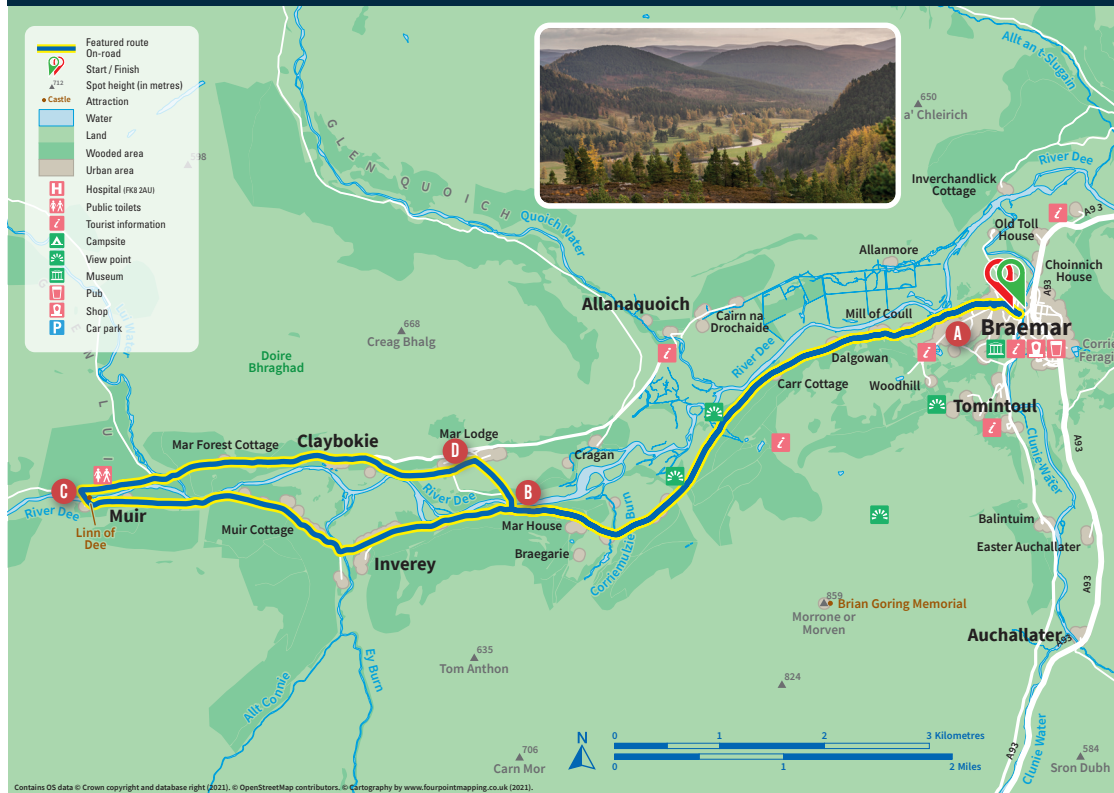 Featured route
On-road
Start / Finish
712
Spot height (in metres)
Castle
Attraction
Water
Land
Wooded area
Urban area
H
Hospital (FK8 2AU)
Public toilets
i
Tourist information
Campsite
View point
Museum
Pub
Shop
P
Car park
598
GLEN QUOICH
Quoich Water
Allt an t-Slugain
650
a' Chleirich
River Dee
Inverchandlick
Cottage
A93
Old Toll
House
i
Allanmore
Choinnich
House
A93
Allanaquoich
Cairn na
Drochaide
Mill of Coull
A
Braemar
668
Creag Bhalg
River Dee
Dalgowan
i
i
i
Corrie
Feragie
Doire
Bhraghad
Carr Cottage
Woodhill
Tomintoul
i
i
GLEN LUI
Lui Water
Mar Forest Cottage
Claybokie
Mar Lodge
D
Cragan
Clunie Water
A93
C
River Dee
Muir
Linn of
Dee
River Dee
B
Mar House
Muir Cottage
Braegarie
Corriemulzie Burn
Inverey
Balintuim
Easter Auchallater
A93
859
Brian Goring Memorial
Morrone or
Morven
Auchallater
A93
635
Tom Anthon
Ey Burn
Allt Connie
824
N
0 1 2 3 Kilometres
0 1 2 Miles
706
Carn Mor
A93
Clunie Water
584
Sron Dubh
Contains OS data © Crown copyright and database right (2021). © OpenStreetMap contributors. © Cartography by www.fourpointmapping.co.uk (2021).